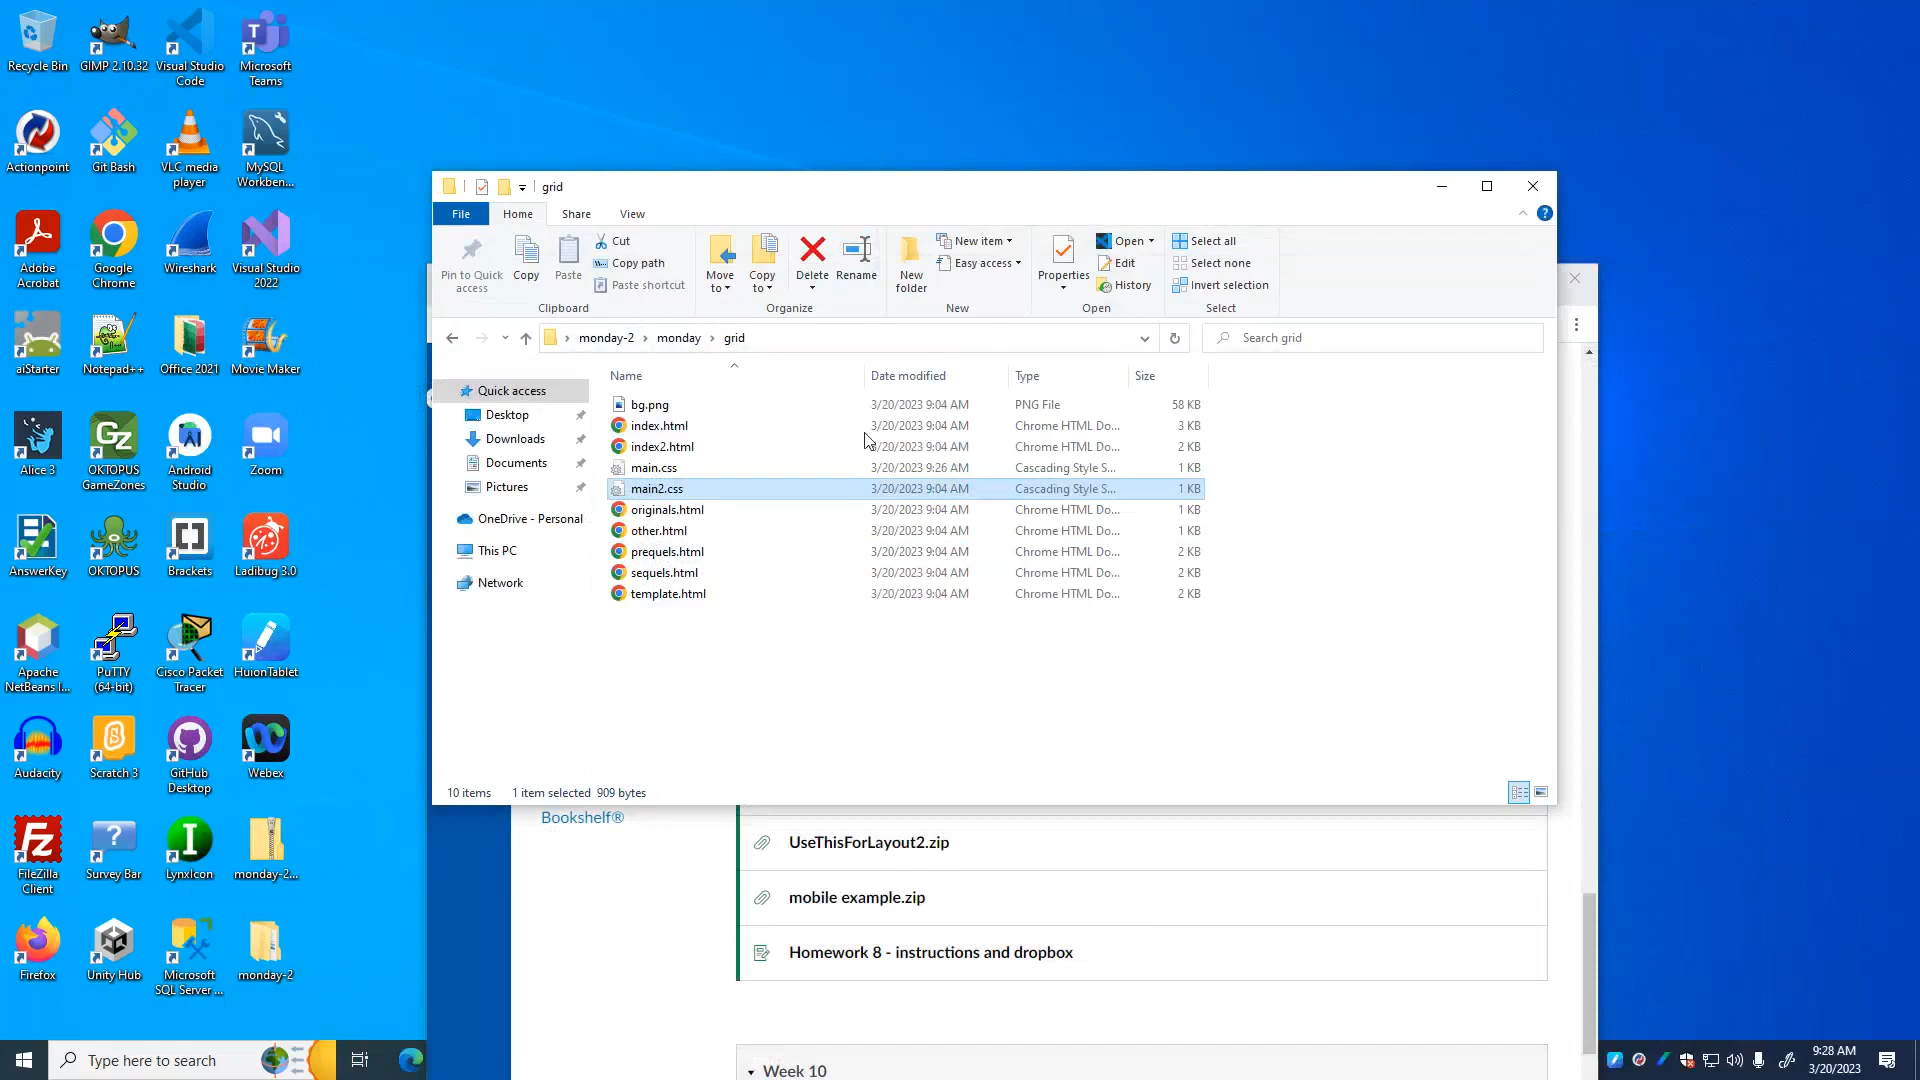 Recycle Bin
GIMP 2.10.32
Visual Studio
Code
Microsoft
Teams
Actionpoint
Git Bash
VLC media
player
MySQL
Workben...
Adobe
Acrobat
Google
Chrome
Wireshark
Visual Studio
2022
aiStarter
Notepad++
Office 2021
Movie Maker
Alice 3
OKTOPUS
GameZones
Android
Studio
Zoom
AnswerKey
OKTOPUS
Brackets
Ladibug 3.0
Apache
NetBeans I...
PuTTY
(64-bit)
Cisco Packet
Tracer
HuionTablet
Audacity
Scratch 3
GitHub
Desktop
Webex
FileZilla
Client
Survey Bar
LynxIcon
monday-2...
Firefox
Unity Hub
Microsoft
SQL Server ...
monday-2
grid
File Home Share View
Pin to Quick
access
Copy
Paste
Cut
Copy path
Paste shortcut
Clipboard
Move
to
Copy
to
Delete
Rename
Organize
New
folder
New item
Easy access
New
Properties
Open
Edit
History
Open
Select all
Select none
Invert selection
Select
monday-2 › monday › grid
Search grid
Quick access
Desktop
Downloads
Documents
Pictures
OneDrive - Personal
This PC
Network
Name Date modified Type Size
bg.png 3/20/2023 9:04 AM PNG File 58 KB
index.html 3/20/2023 9:04 AM Chrome HTML Do... 3 KB
index2.html 3/20/2023 9:04 AM Chrome HTML Do... 2 KB
main.css 3/20/2023 9:26 AM Cascading Style S... 1 KB
main2.css 3/20/2023 9:04 AM Cascading Style S... 1 KB
originals.html 3/20/2023 9:04 AM Chrome HTML Do... 1 KB
other.html 3/20/2023 9:04 AM Chrome HTML Do... 1 KB
prequels.html 3/20/2023 9:04 AM Chrome HTML Do... 2 KB
sequels.html 3/20/2023 9:04 AM Chrome HTML Do... 2 KB
template.html 3/20/2023 9:04 AM Chrome HTML Do... 2 KB
10 items 1 item selected 909 bytes
Bookshelf®
UseThisForLayout2.zip
mobile example.zip
Homework 8 - instructions and dropbox
Week 10
Type here to search
9:28 AM
3/20/2023